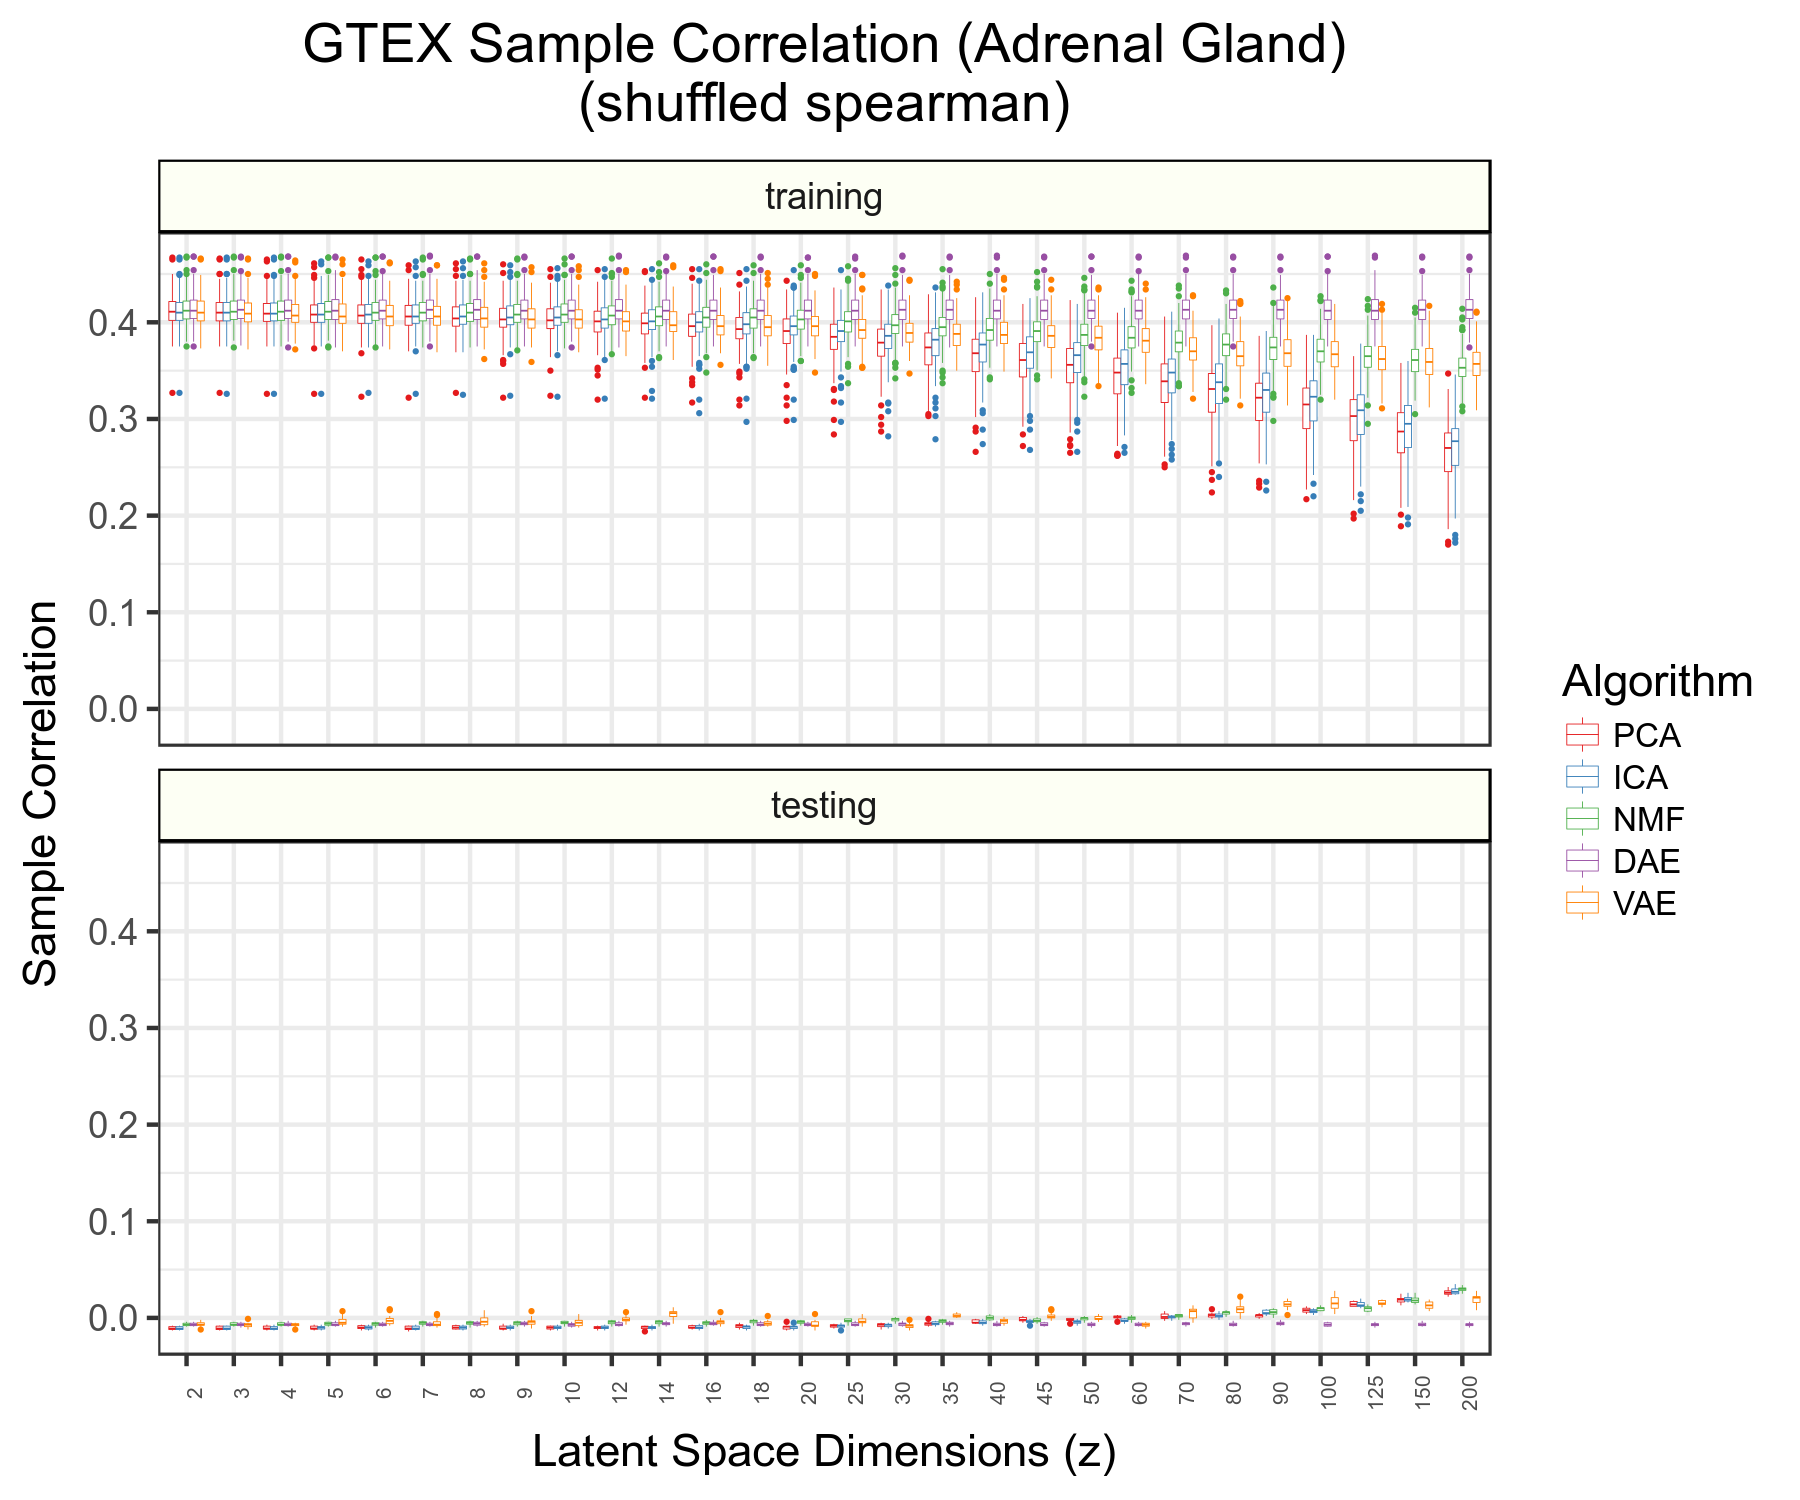 GTEX Sample Correlation (Adrenal Gland)
(shuffled spearman)
training
0.4
0.3
0.2
0.1
0.0
Sample Correlation
testing
0.4
0.3
0.2
0.1
0.0
2 3 4 5 6 7 8 9 10 12 14 16 18 20 25 30 35 40 45 50 60 70 80 90 100 125 150 200
Latent Space Dimensions (z)
Algorithm
PCA
ICA
NMF
DAE
VAE